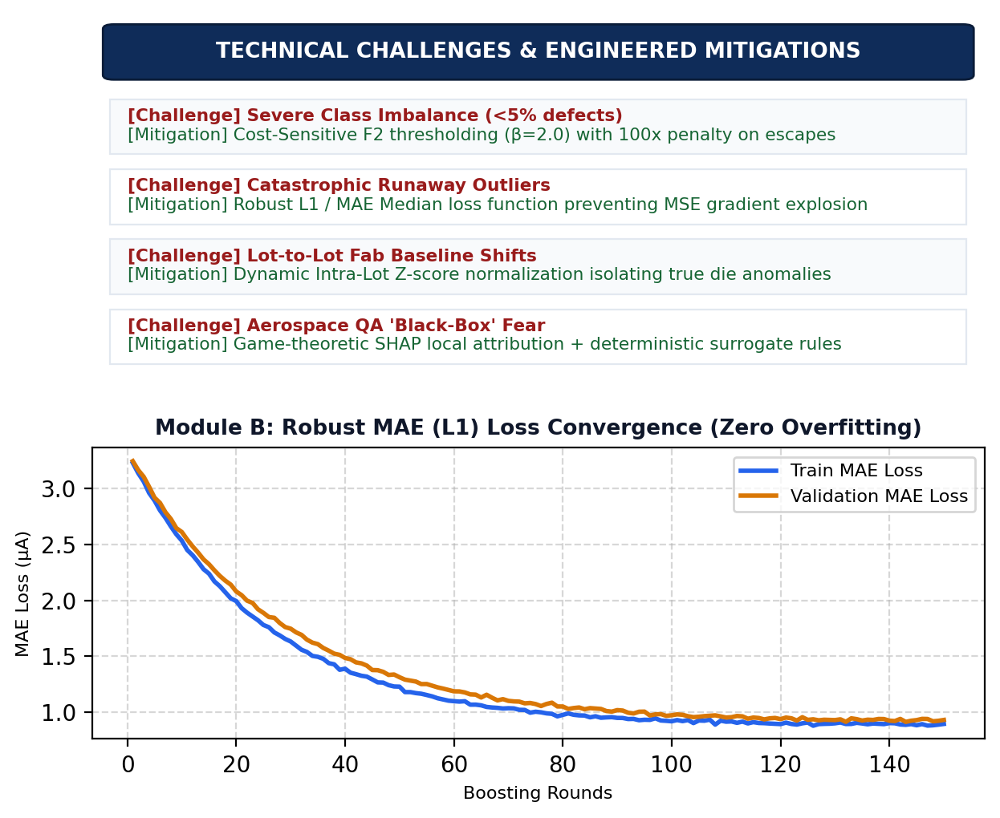 TECHNICAL CHALLENGES & ENGINEERED MITIGATIONS
[Challenge] Severe Class Imbalance (<5% defects)
[Mitigation] Cost-Sensitive F2 thresholding (β=2.0) with 100x penalty on escapes
[Challenge] Catastrophic Runaway Outliers
[Mitigation] Robust L1 / MAE Median loss function preventing MSE gradient explosion
[Challenge] Lot-to-Lot Fab Baseline Shifts
[Mitigation] Dynamic Intra-Lot Z-score normalization isolating true die anomalies
[Challenge] Aerospace QA 'Black-Box' Fear
[Mitigation] Game-theoretic SHAP local attribution + deterministic surrogate rules
Module B: Robust MAE (L1) Loss Convergence (Zero Overfitting)
Train MAE Loss
Validation MAE Loss
MAE Loss (μA)
3.0
2.5
2.0
1.5
1.0
0 20 40 60 80 100 120 140
Boosting Rounds